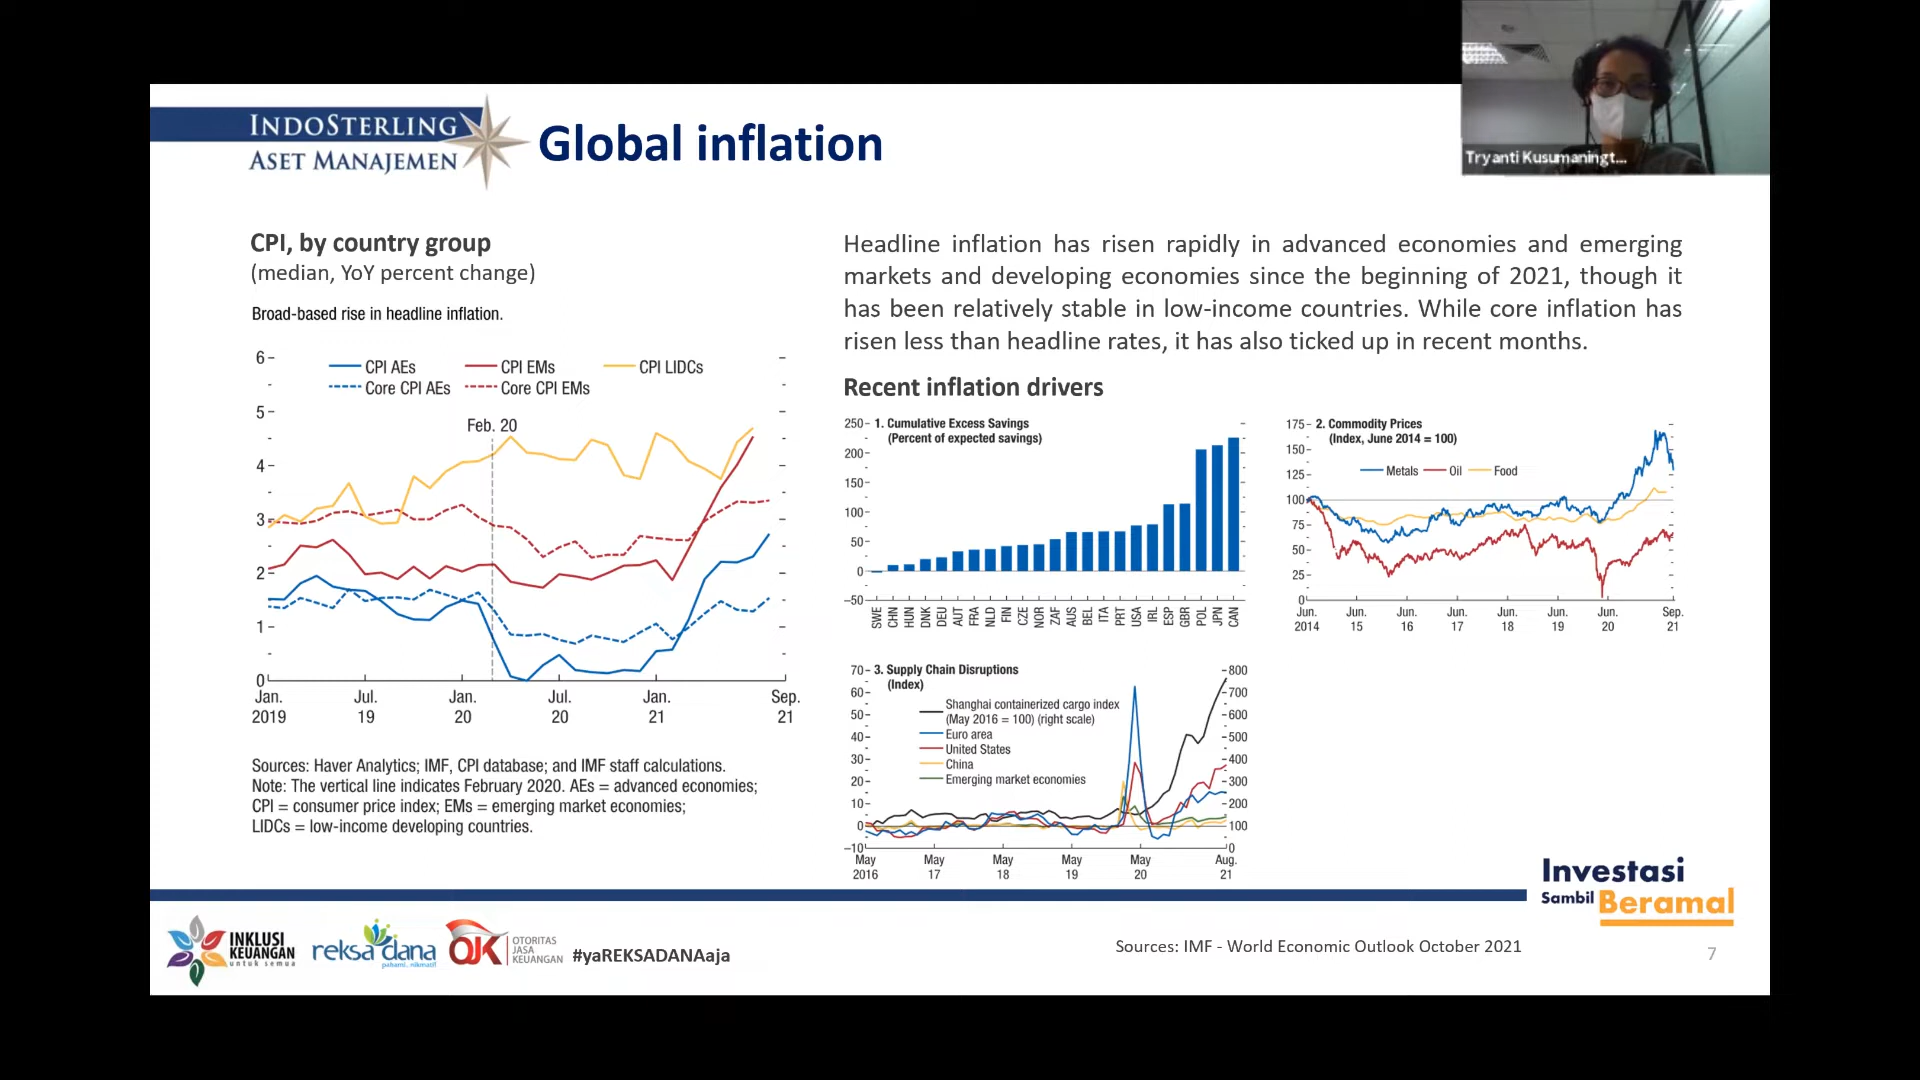 INDOSTERLING
ASET MANAJEMEN
Global inflation
Tryanti Kusumaningt...
CPI, by country group
(median, YoY percent change)
Broad-based rise in headline inflation.
6
5
4
3
2
1
0
CPI AEs CPI EMs CPI LIDCs
Core CPI AEs Core CPI EMs
Feb. 20
Jan. Jul. Jan. Jul. Jan. Sep.
2019 19 20 20 21 21
Sources: Haver Analytics; IMF, CPI database; and IMF staff calculations.
Note: The vertical line indicates February 2020. AEs = advanced economies;
CPI = consumer price index; EMs = emerging market economies;
LIDCs = low-income developing countries.
Headline inflation has risen rapidly in advanced economies and emerging
markets and developing economies since the beginning of 2021, though it
has been relatively stable in low-income countries. While core inflation has
risen less than headline rates, it has also ticked up in recent months.
Recent inflation drivers
1. Cumulative Excess Savings
(Percent of expected savings)
250
200
150
100
50
0
–50
SWE CHN HUN DNK DEU AUT FRA NLD FIN CZE NOR ZAF AUS BEL ITA PRT USA IRL ESP GBR POL JPN CAN
2. Commodity Prices
(Index, June 2014 = 100)
Metals Oil Food
175
150
125
100
75
50
25
0
Jun. Jun. Jun. Jun. Jun. Jun. Jun. Sep.
2014 15 16 17 18 19 20 21
3. Supply Chain Disruptions
(Index)
Shanghai containerized cargo index
(May 2016 = 100) (right scale)
Euro area
United States
China
Emerging market economies
70
60
50
40
30
20
10
0
–10
800
700
600
500
400
300
200
100
0
May May May May May Aug.
2016 17 18 19 20 21
Investasi
Sambil Beramal
INKLUSI
KEUANGAN
untuk semua
reksa dana
pahami, nikmati
OJK
OTORITAS
JASA
KEUANGAN
#yaREKSADANAaja
Sources: IMF - World Economic Outlook October 2021
7